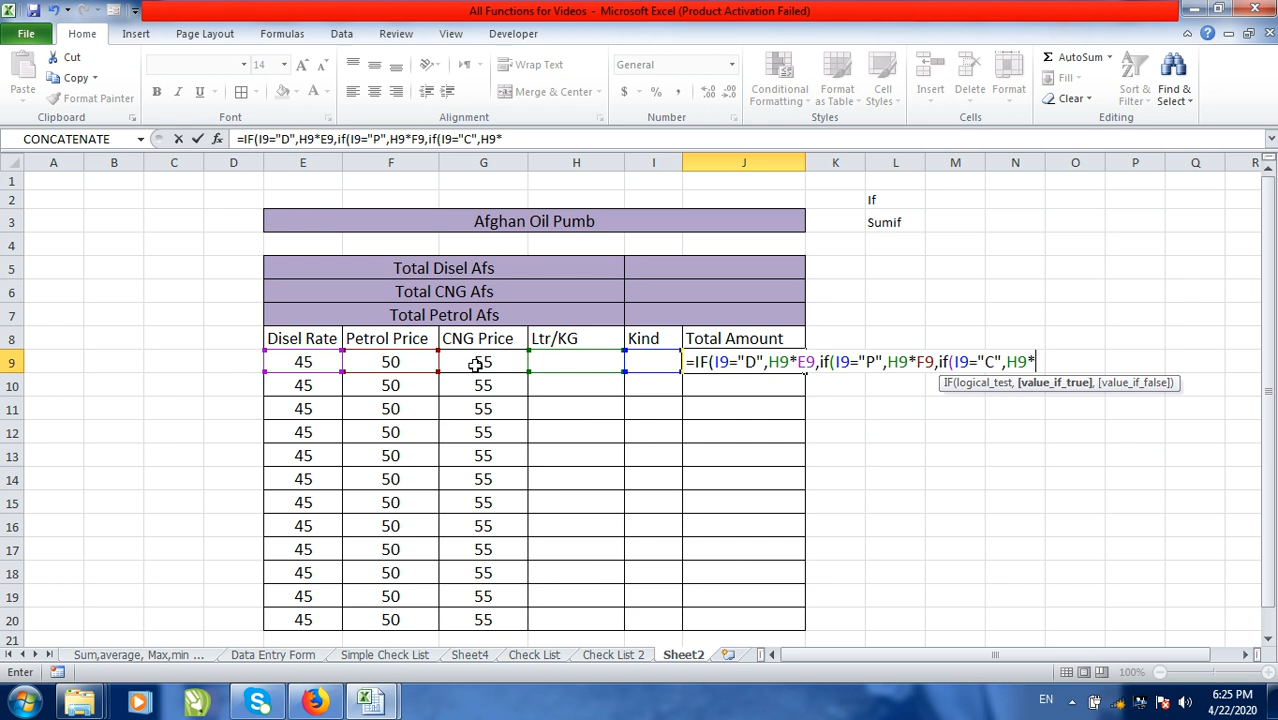 All Functions for Videos - Microsoft Excel (Product Activation Failed)
File Home Insert Page Layout Formulas Data Review View Developer
Paste Cut Copy Format Painter Clipboard
14 Font
Wrap Text Merge & Center Alignment
General Number
Conditional Formatting Format as Table Cell Styles Styles
Insert Delete Format Cells
AutoSum Fill Clear Sort & Filter Find & Select Editing
CONCATENATE =IF(I9="D",H9*E9,if(I9="P",H9*F9,if(I9="C",H9*
A B C D E F G H I J K L M N O P Q R
1
2 If
3 Afghan Oil Pumb Sumif
4
5 Total Disel Afs
6 Total CNG Afs
7 Total Petrol Afs
8 Disel Rate Petrol Price CNG Price Ltr/KG Kind Total Amount
9 45 50 55 =IF(I9="D",H9*E9,if(I9="P",H9*F9,if(I9="C",H9*
IF(logical_test, [value_if_true], [value_if_false])
10 45 50 55
11 45 50 55
12 45 50 55
13 45 50 55
14 45 50 55
15 45 50 55
16 45 50 55
17 45 50 55
18 45 50 55
19 45 50 55
20 45 50 55
21
Sum,average, Max,min ... Data Entry Form Simple Check List Sheet4 Check List Check List 2 Sheet2
Enter 100%
EN 6:25 PM
4/22/2020